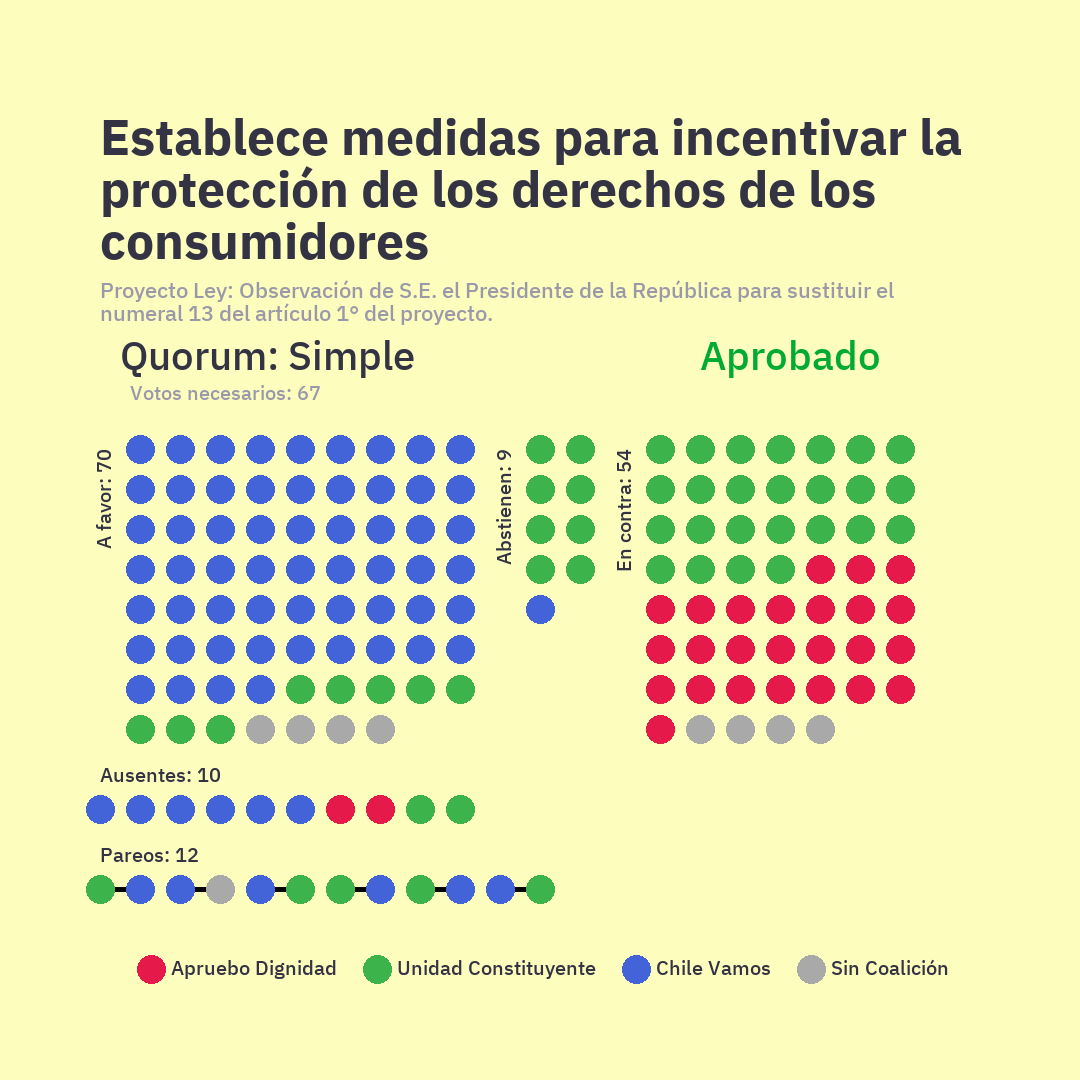 Establece medidas para incentivar la
protección de los derechos de los
consumidores
Proyecto Ley: Observación de S.E. el Presidente de la República para sustituir el
numeral 13 del artículo 1° del proyecto.
Quorum: Simple
Aprobado
Votos necesarios: 67
A favor: 70
Abstienen: 9
En contra: 54
Ausentes: 10
Pareos: 12
Apruebo Dignidad
Unidad Constituyente
Chile Vamos
Sin Coalición